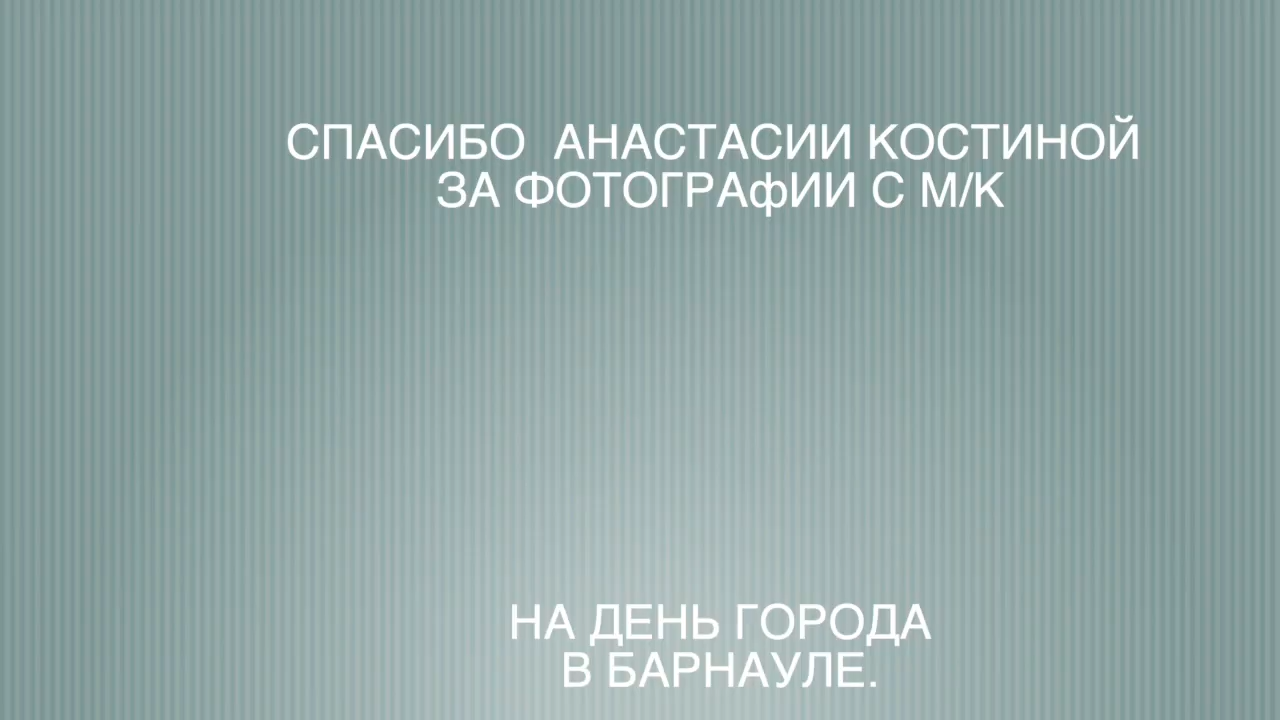 СПАСИБО  АНАСТАСИИ КОСТИНОЙ
ЗА ФОТОГРАфИИ С М/К
НА ДЕНЬ ГОРОДА
В БАРНАУЛЕ.